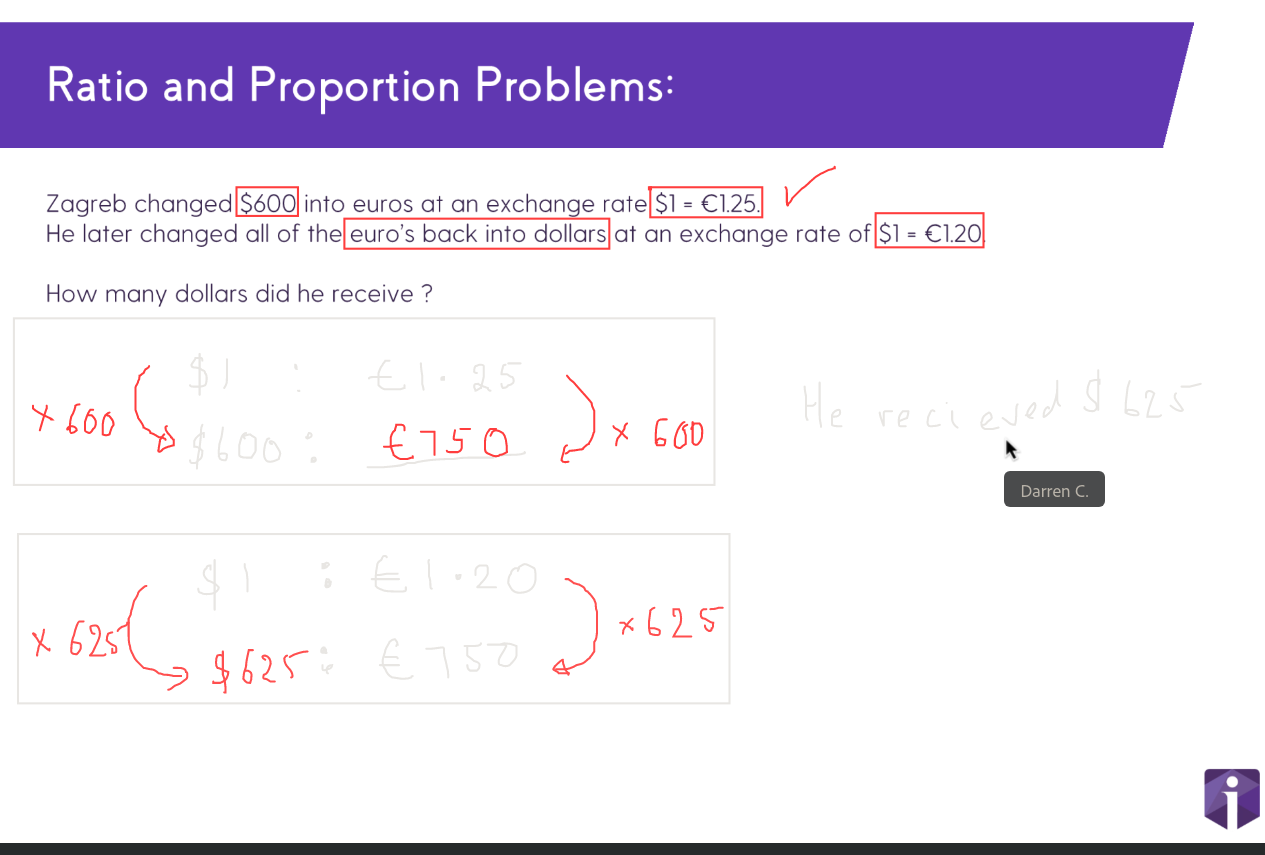 Ratio and Proportion Problems:
Zagreb changed $600 into euros at an exchange rate $1 = €1.25.
He later changed all of the euro's back into dollars at an exchange rate of $1 = €1.20.
How many dollars did he receive ?
$1 : €1.25
x 600 $600 : €750 x 600
He recieved $625
Darren C.
$1 : €1.20
x 625 $625 : €750 x 625